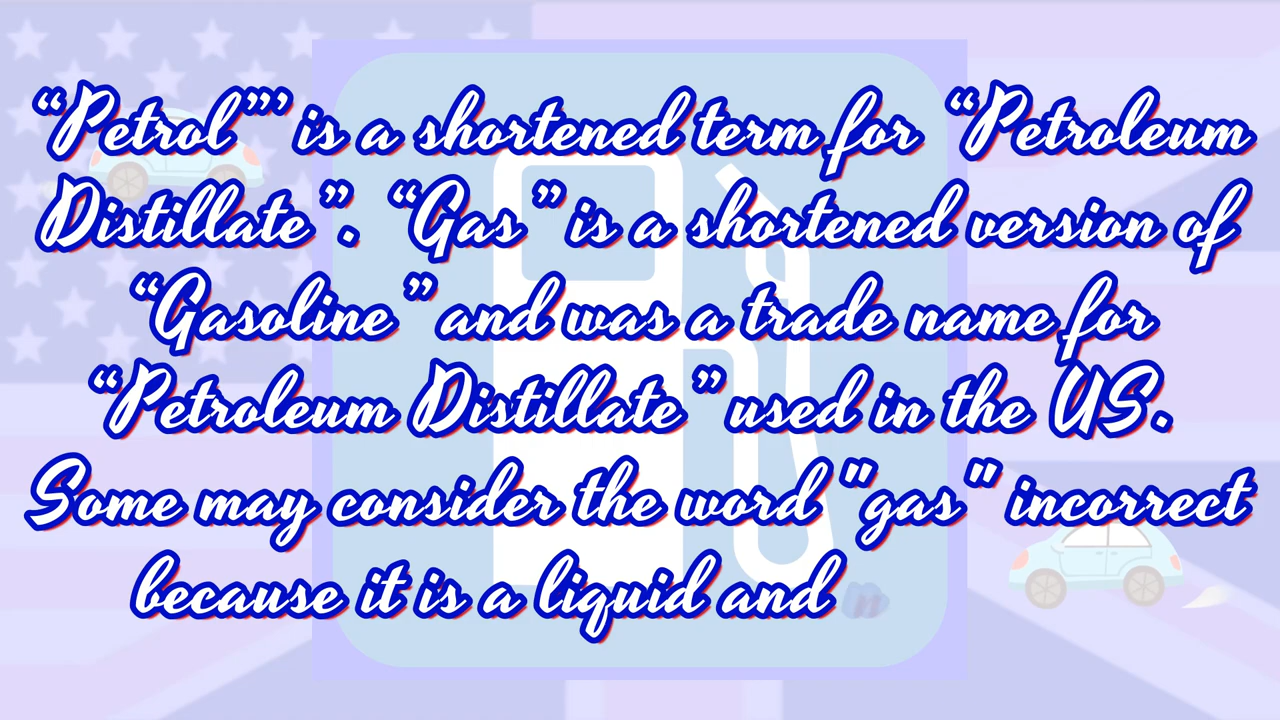 “Petrol”’ is a shortened term for “Petroleum
Distillate”. “Gas” is a shortened version of
“Gasoline” and was a trade name for
“Petroleum Distillate” used in the US.
Some may consider the word "gas" incorrect
because it is a liquid and